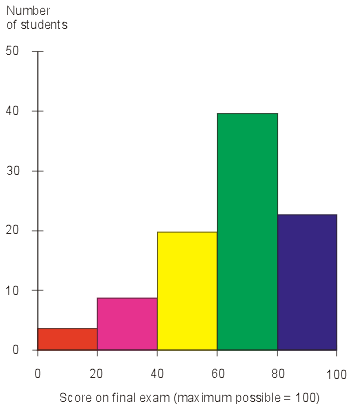 Number
of students
50
40
30
20
10
0
0 20 40 60 80 100
Score on final exam (maximum possible = 100)